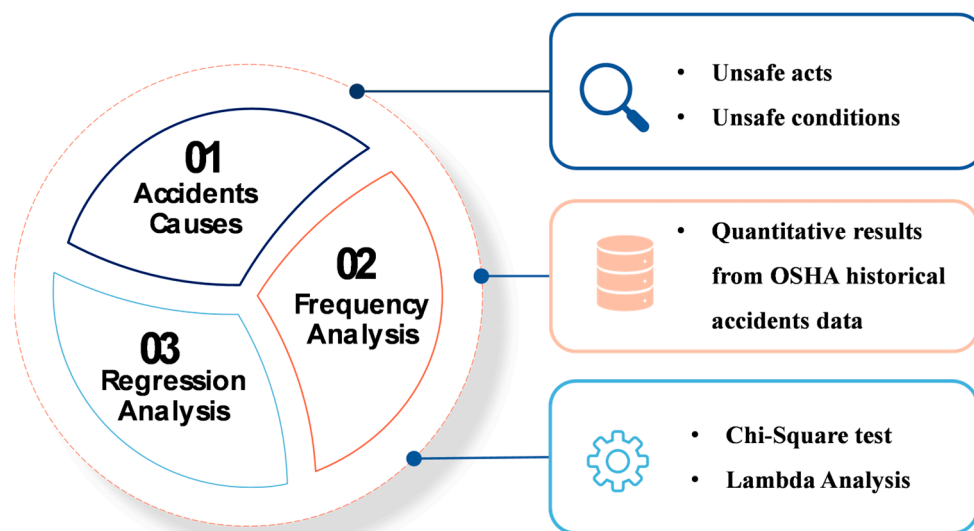 01
Accidents
Causes
02
Frequency
Analysis
03
Regression
Analysis
• Unsafe acts
• Unsafe conditions
• Quantitative results
from OSHA historical
accidents data
• Chi-Square test
• Lambda Analysis